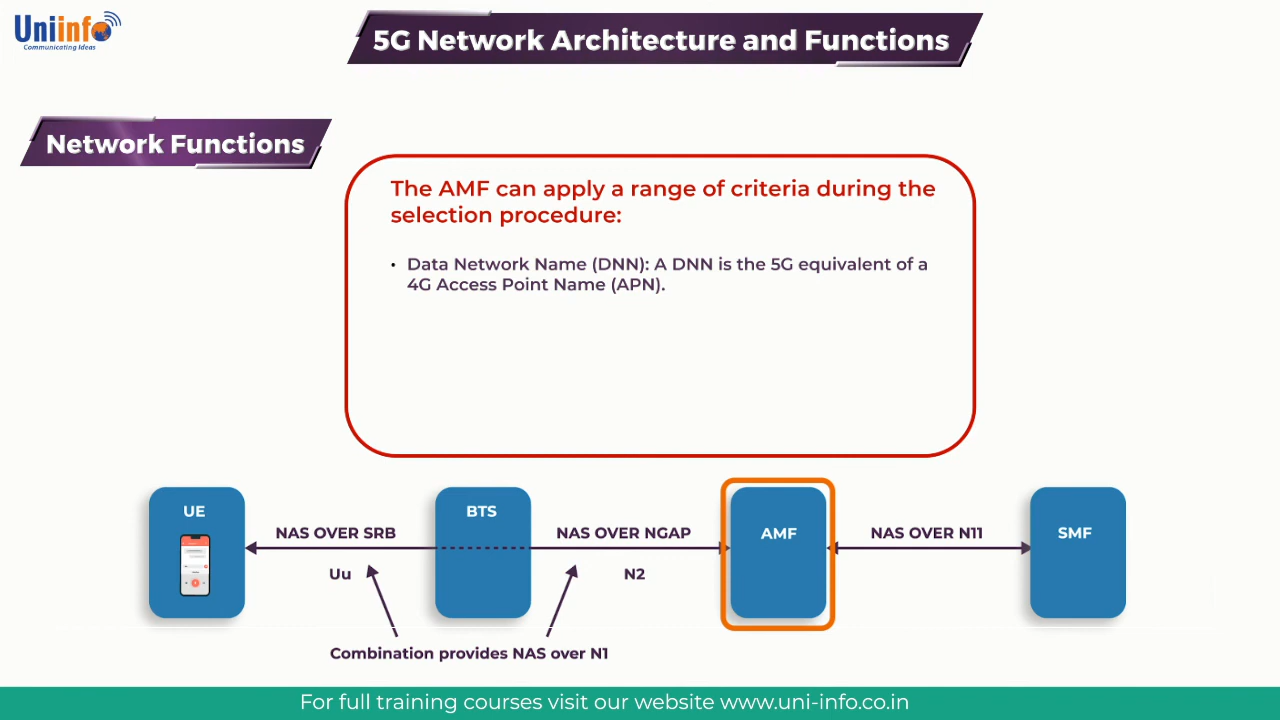 Uniinfo
Communicating Ideas
5G Network Architecture and Functions
Network Functions
The AMF can apply a range of criteria during the
selection procedure:
• Data Network Name (DNN): A DNN is the 5G equivalent of a
4G Access Point Name (APN).
UE
BTS
AMF
SMF
NAS OVER SRB
NAS OVER NGAP
NAS OVER N11
Uu
N2
Combination provides NAS over N1
For full training courses visit our website www.uni-info.co.in